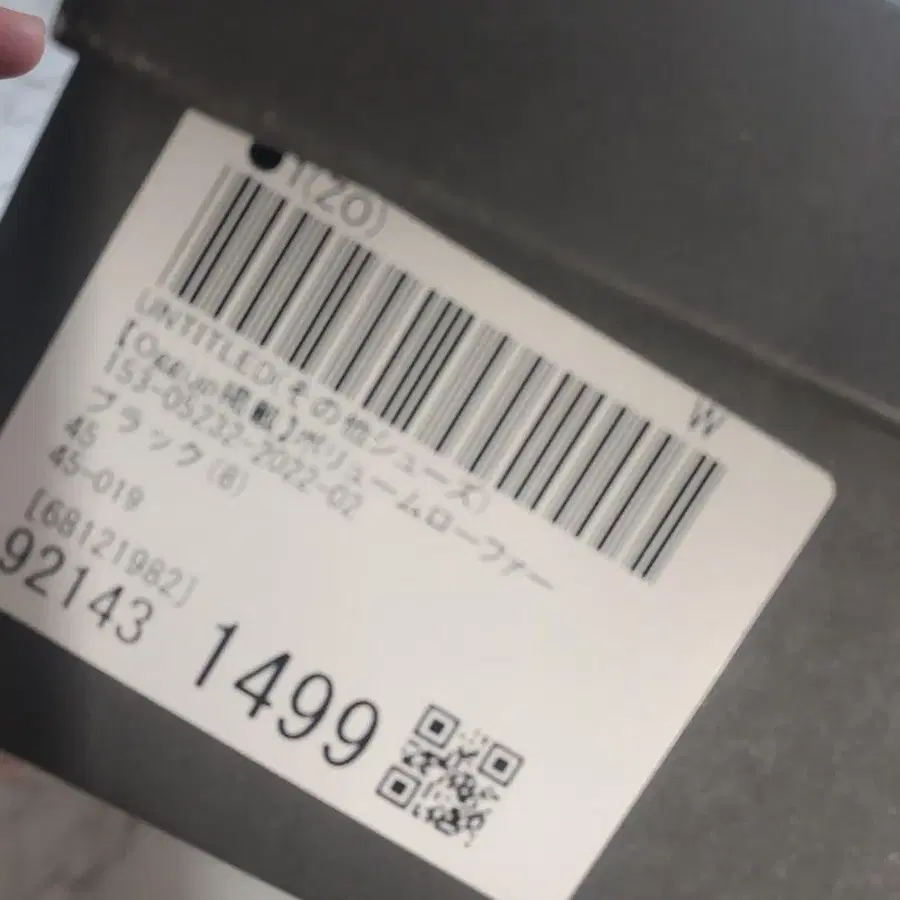 1(ZO)
W
UNTITLED(その他シューズ)
【Oggi掲載】ボリュームローファー
153-05232-2022-02
ブラック(6)
45
45-019
[68121982]
92143 1499